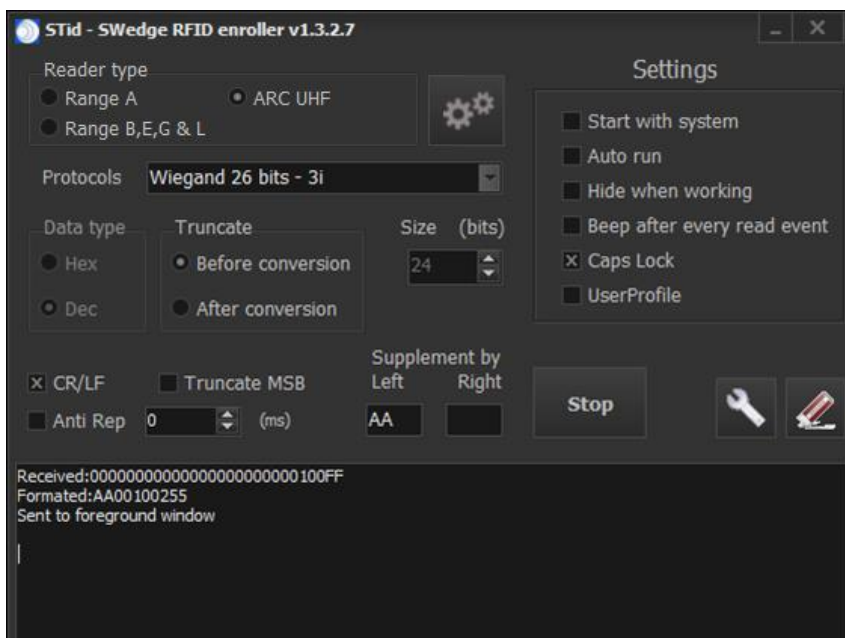 STid - SWedge RFID enroller v1.3.2.7
Reader type
Range A
ARC UHF
Range B,E,G & L
Protocols
Wiegand 26 bits - 3i
Data type
Hex
Dec
Truncate
Before conversion
After conversion
Size (bits)
24
Settings
Start with system
Auto run
Hide when working
Beep after every read event
Caps Lock
UserProfile
CR/LF
Truncate MSB
Anti Rep
0
(ms)
Supplement by
Left
Right
AA
Stop
Received:000000000000000000000000000100FF
Formated:AA00100255
Sent to foreground window